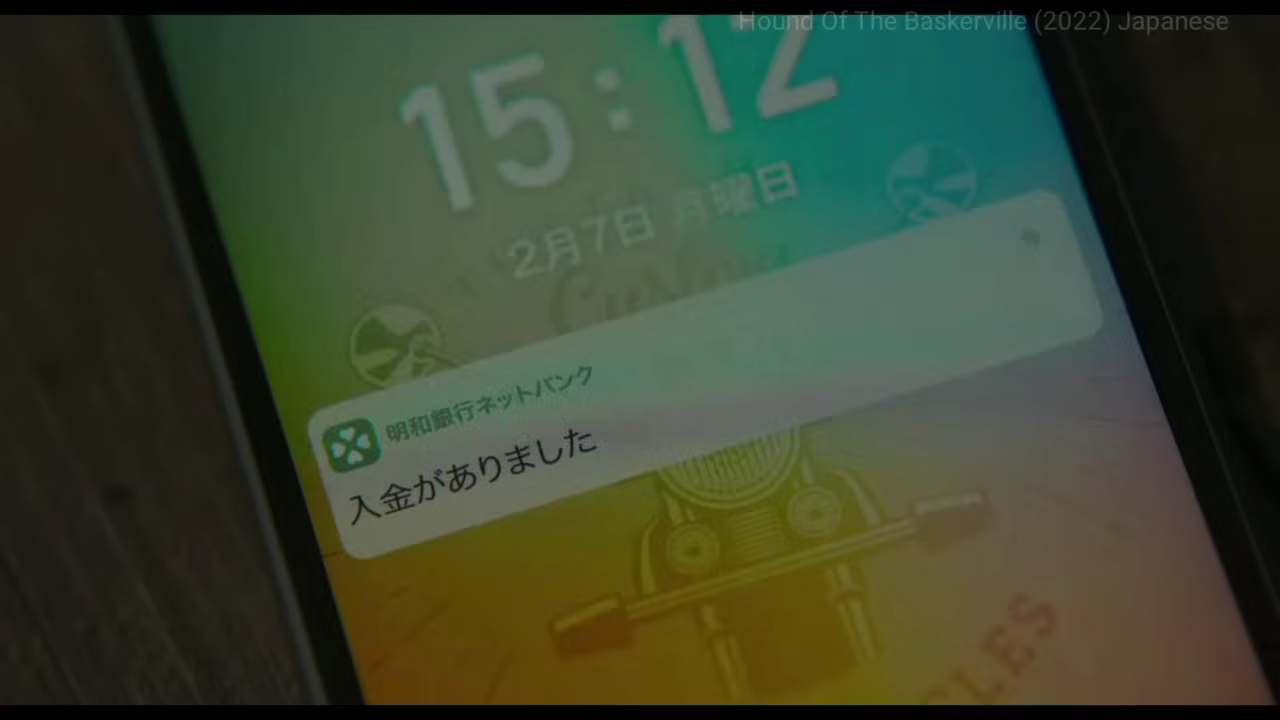 Hound Of The Baskerville (2022) Japanese
15:12
2月7日 月曜日
明和銀行ネットバンク
入金がありました
CLES